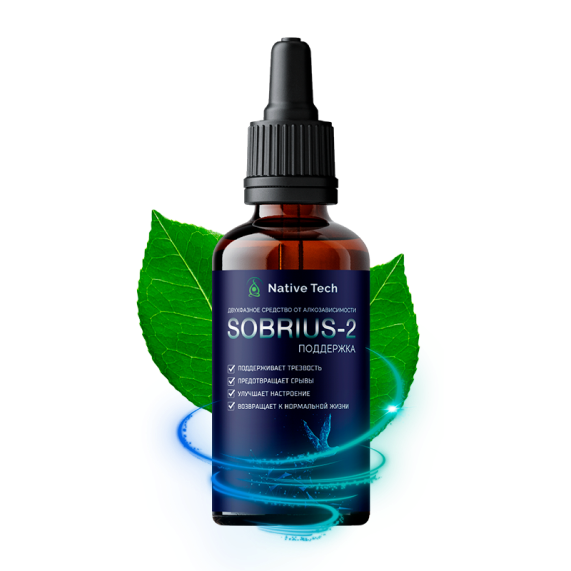 Native Tech
ДВУХФАЗНОЕ СРЕДСТВО ОТ АЛКОЗАВИСИМОСТИ
SOBRIUS-2
ПОДДЕРЖКА
ПОДДЕРЖИВАЕТ ТРЕЗВОСТЬ
ПРЕДОТВРАЩАЕТ СРЫВЫ
УЛУЧШАЕТ НАСТРОЕНИЕ
ВОЗВРАЩАЕТ К НОРМАЛЬНОЙ ЖИЗНИ